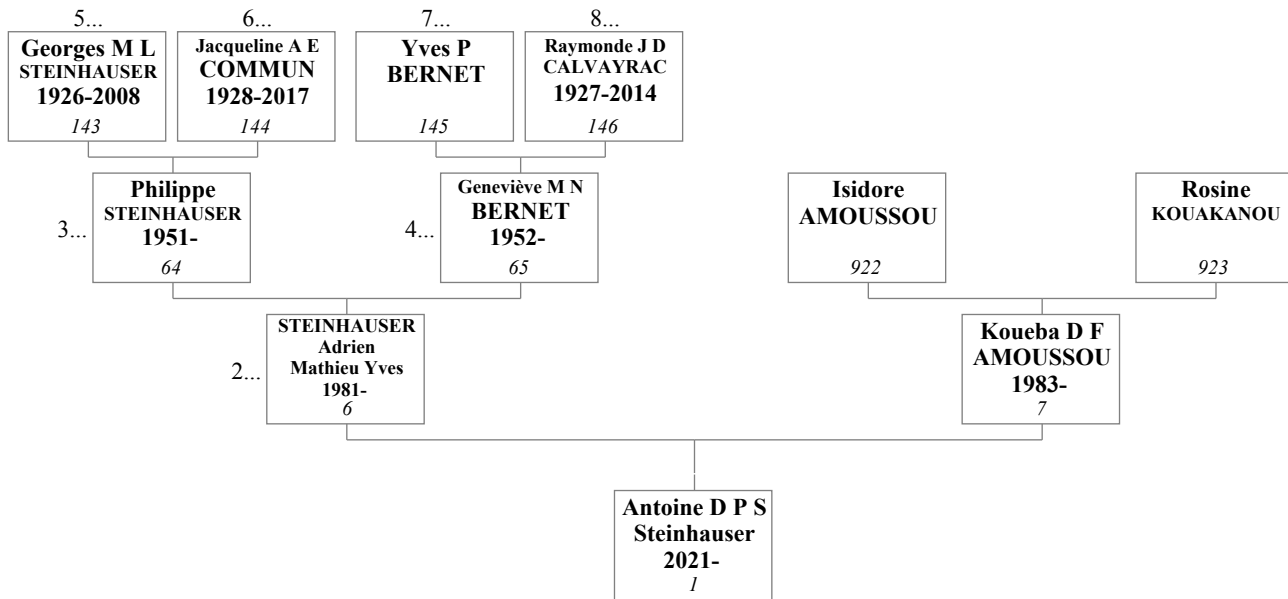 5...
6...
7...
8...
Georges M L
STEINHAUSER
1926-2008
143
Jacqueline A E
COMMUN
1928-2017
144
Yves P
BERNET
145
Raymonde J D
CALVAYRAC
1927-2014
146
3...
Philippe
STEINHAUSER
1951-
64
4...
Geneviève M N
BERNET
1952-
65
Isidore
AMOUSSOU
922
Rosine
KOUAKANOU
923
2...
STEINHAUSER
Adrien
Mathieu Yves
1981-
6
Koueba D F
AMOUSSOU
1983-
7
Antoine D P S
Steinhauser
2021-
1